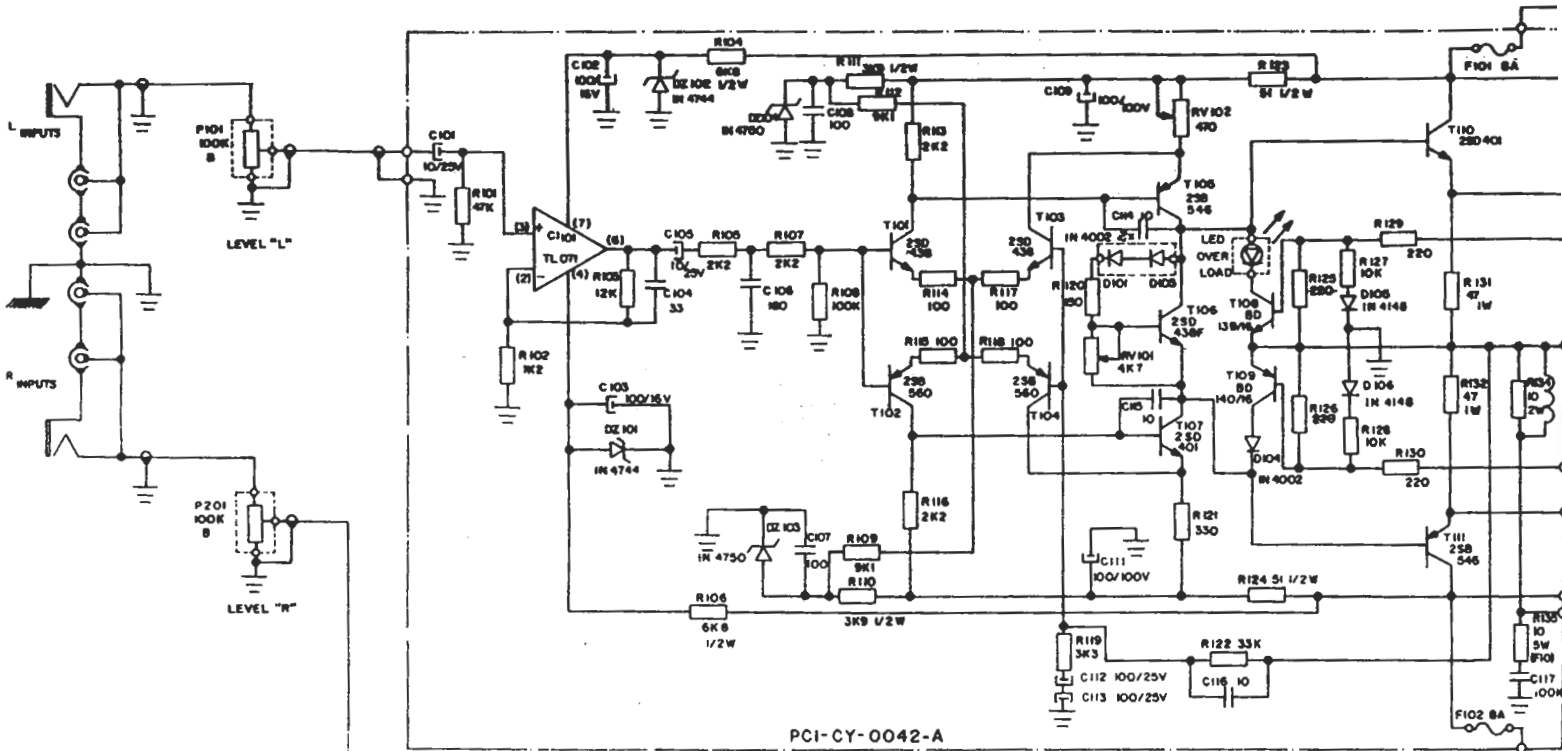 L INPUTS
P101
100K
B
LEVEL "L"
R INPUTS
P201
100K
B
LEVEL "R"
C101
10/25V
R101
47K
C102
100/
16V
DZ102
1N 4744
R104
6K8
1/2W
(3)
+
(7)
CI101
TL071
(6)
(2)
-
(4)
R102
C103
100/16V
DZ101
1N 4744
12K
C104
33
C105
10/
25V
R105
2K2
R107
2K2
C106
180
R108
100K
R106
6K8
1/2W
R111
1/2W
R112
9K1
1N 4750
C108
100
R113
2K2
T101
2SD
438
R114
100
R117
100
T103
2SD
438
R115 100
R118 100
2SB
560
T102
2SB
560
T104
R116
2K2
DZ103
1N 4750
C107
100
R109
9K1
R110
3K9 1/2W
C109
100/100V
RV102
470
R123
51 1/2W
T105
2SB
546
C114 10
1N 4002
D101
D103
R120
150
T106
2SD
438F
RV101
4K7
C115
10
T107
2SD
401
R121
330
C111
100/100V
R124 51 1/2W
R119
3K3
C112 100/25V
C113 100/25V
R122 33K
C116 10
F101 8A
T110
2SD401
LED
OVER
LOAD
T108
BD
139/16
T109
BD
140/16
D104
1N 4002
R125
R127
10K
D105
1N 4148
R129
220
R126
D106
1N 4148
10K
R130
220
R131
47
1W
R132
47
1W
R134
10
2W
T111
2SB
546
R135
10
5W
C117
100K
F102 8A
PCI-CY-0042-A